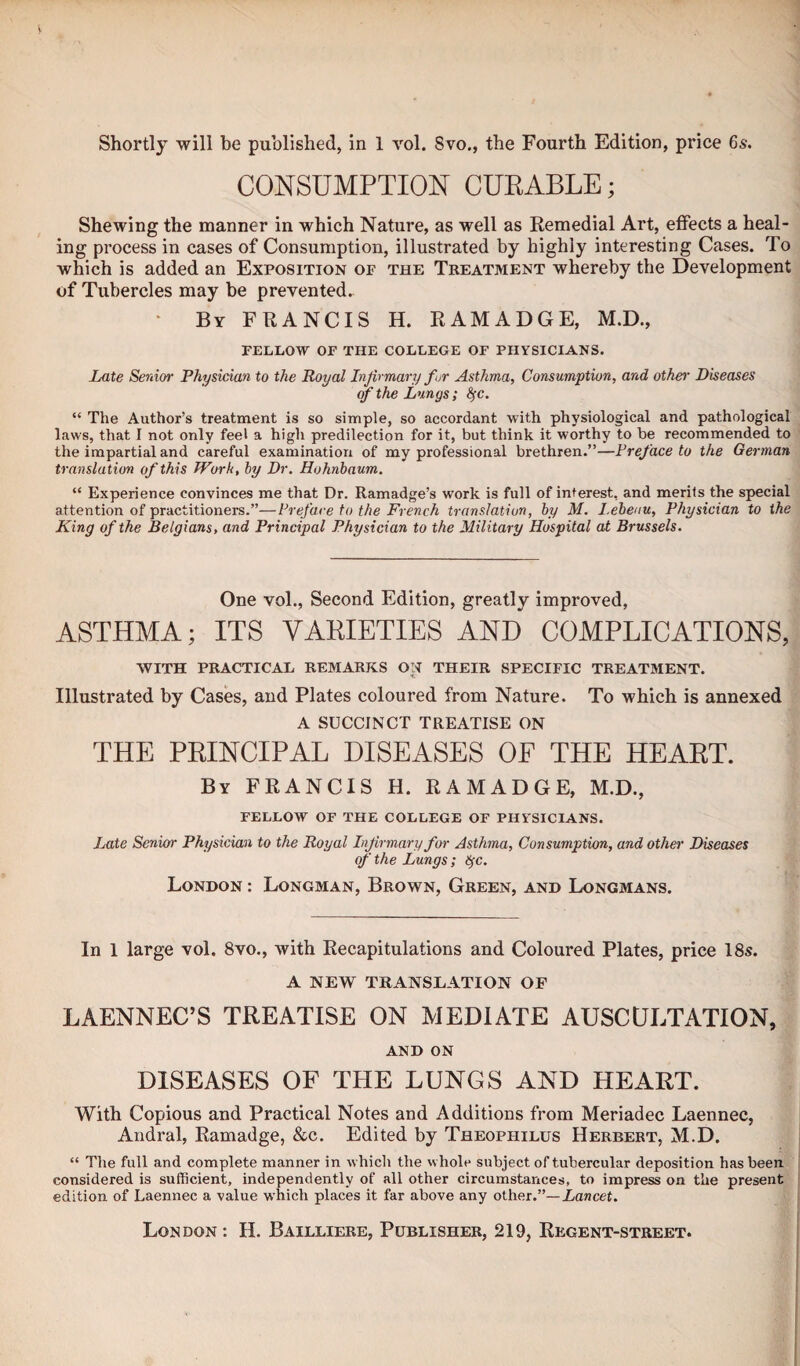 Shortly will be published, in 1 vol. 8vo., the Fourth Edition, price 6s.
CONSUMPTION CURABLE;
Shewing the manner in which Nature, as well as Remedial Art, effects a heal-
ing process in cases of Consumption, illustrated by highly interesting Cases. To
which is added an Exposition of the Treatment whereby the Development
of Tubercles may be prevented.
By FRANCIS H. RAMADGE, M.D.,
FELLOW OF THE COLLEGE OF PHYSICIANS.
Late Senior Physician to the Royal Infirmary for Asthma, Consumption, and other Diseases
of the Lungs; &c.
“ The Author's treatment is so simple, so accordant with physiological and pathological
laws, that I not only feel a high predilection for it, but think it worthy to be recommended to
the impartial and careful examination of my professional brethren.”—Preface to the German
translation of this Work, by Dr. Hohnbaum.
“ Experience convinces me that Dr. Ramadge's work is full of interest, and merits the special
attention of practitioners.”—Preface to the French translation, by M. Lebeau, Physician to the
King of the Belgians, and Principal Physician to the Military Hospital at Brussels.
One vol., Second Edition, greatly improved,
ASTHMA; ITS VARIETIES AND COMPLICATIONS,
WITH PRACTICAL REMARKS ON THEIR SPECIFIC TREATMENT.
Illustrated by Cases, and Plates coloured from Nature. To which is annexed
A SUCCINCT TREATISE ON
THE PRINCIPAL DISEASES OF THE HEART.
By FRANCIS H. RAMADGE, M.D.,
FELLOW OF THE COLLEGE OF PHYSICIANS.
Late Senior Physician to the Royal Infirmary for Asthma, Consumption, and other Diseases
of the Lungs; &c.
London: Longman, Brown, Green, and Longmans.
In 1 large vol. 8vo., with Recapitulations and Coloured Plates, price 18s.
A NEW TRANSLATION OF
LAENNEC'S TREATISE ON MEDIATE AUSCULTATION,
AND ON
DISEASES OF THE LUNGS AND HEART.
With Copious and Practical Notes and Additions from Meriadec Laennec,
Andral, Ramadge, &c. Edited by Theophilus Herbert, M.D.
“ The full and complete manner in which the whole subject of tubercular deposition has been
considered is sufficient, independently of all other circumstances, to impress on the present
edition of Laennec a value which places it far above any other.”—Lancet.
London: H. Bailliere, Publisher, 219, Regent-street.